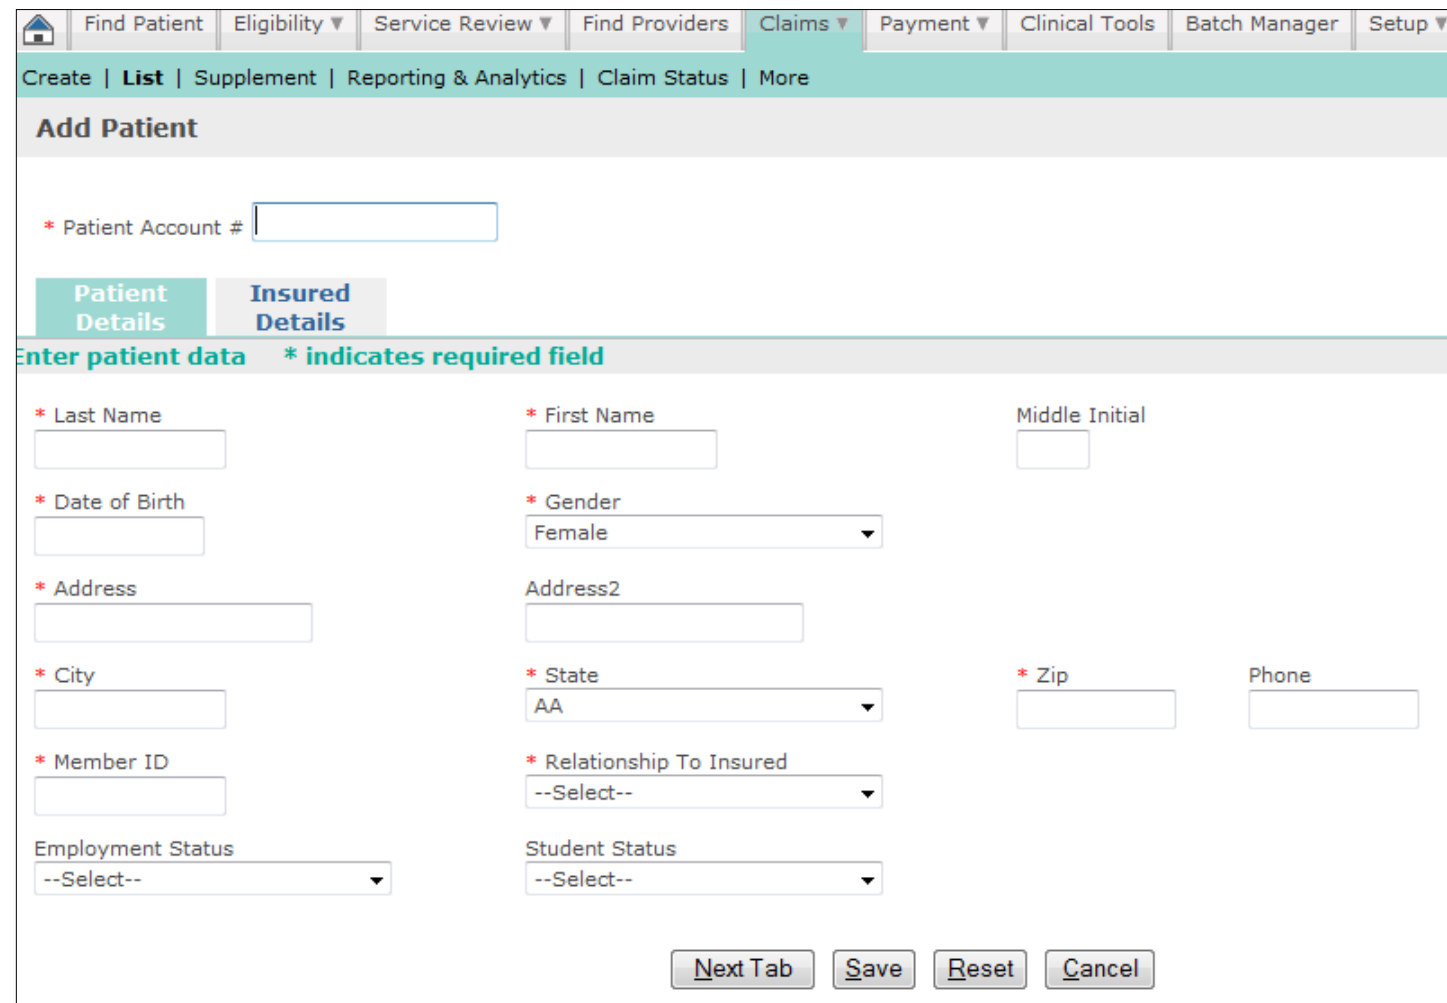 Find Patient Eligibility ▼ Service Review ▼ Find Providers Claims ▼ Payment ▼ Clinical Tools Batch Manager Setup ▼
Create | List | Supplement | Reporting & Analytics | Claim Status | More
Add Patient
* Patient Account #
Patient Details
Insured Details
Enter patient data * indicates required field
* Last Name * First Name Middle Initial
* Date of Birth * Gender
Female
* Address Address2
* City * State * Zip Phone
AA
* Member ID * Relationship To Insured
--Select--
Employment Status Student Status
--Select-- --Select--
Next Tab Save Reset Cancel